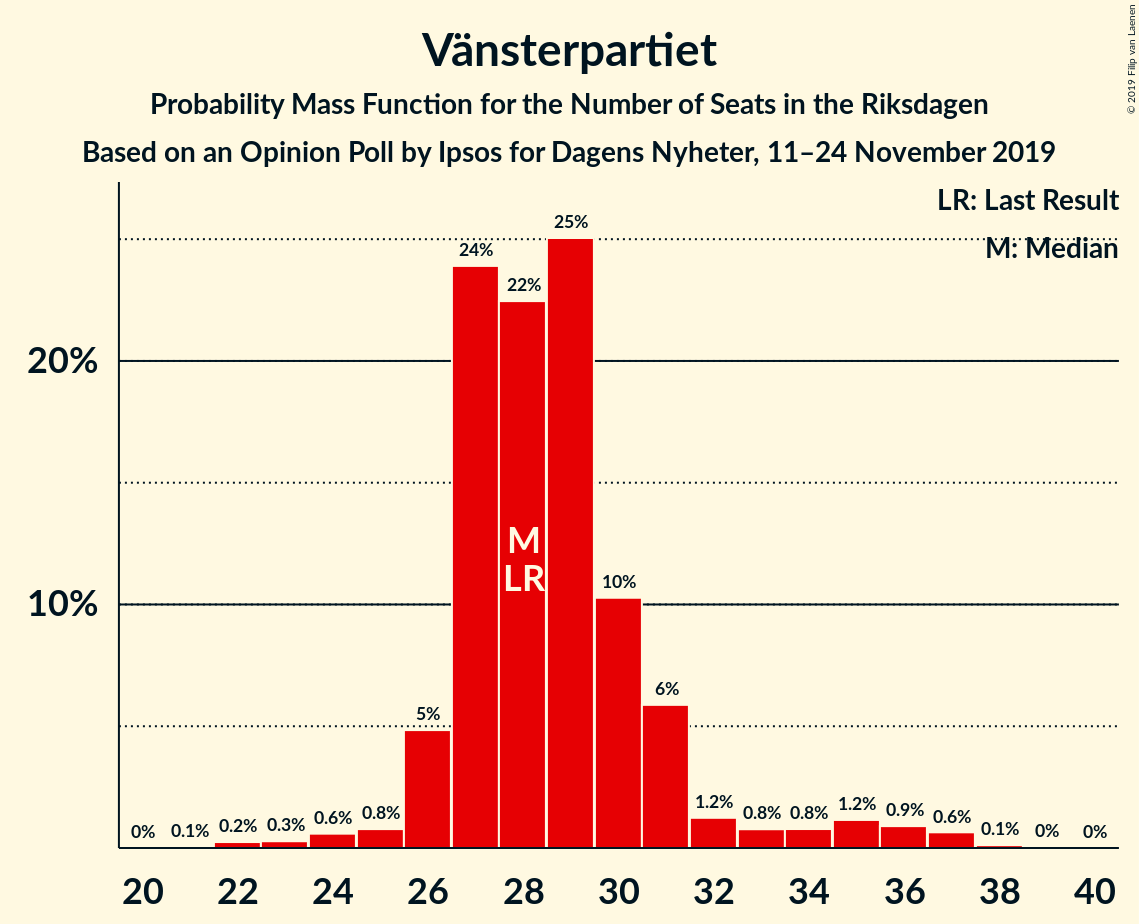 Vänsterpartiet
Probability Mass Function for the Number of Seats in the Riksdagen
Based on an Opinion Poll by Ipsos for Dagens Nyheter, 11–24 November 2019
© 2019 Filip van Laenen
LR: Last Result
M: Median
20%
10%
0%
0.1%
0.2%
0.3%
0.6%
0.8%
5%
24%
22%
25%
10%
6%
1.2%
0.8%
0.8%
1.2%
0.9%
0.6%
0.1%
0%
0%
M
LR
20 22 24 26 28 30 32 34 36 38 40